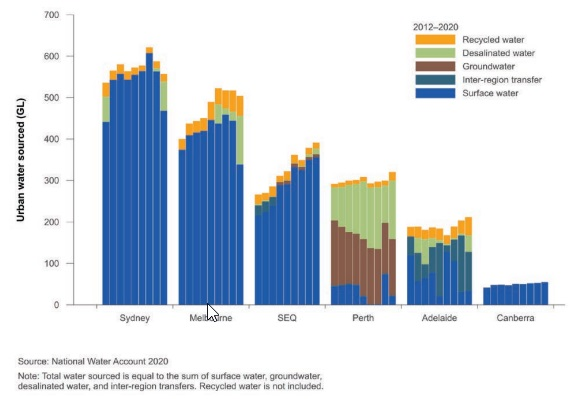 700
600
500
400
300
200
100
0
Urban water sourced (GL)
2012–2020
Recycled water
Desalinated water
Groundwater
Inter-region transfer
Surface water
Sydney Melbourne SEQ Perth Adelaide Canberra
Source: National Water Account 2020
Note: Total water sourced is equal to the sum of surface water, groundwater,
desalinated water, and inter-region transfers. Recycled water is not included.